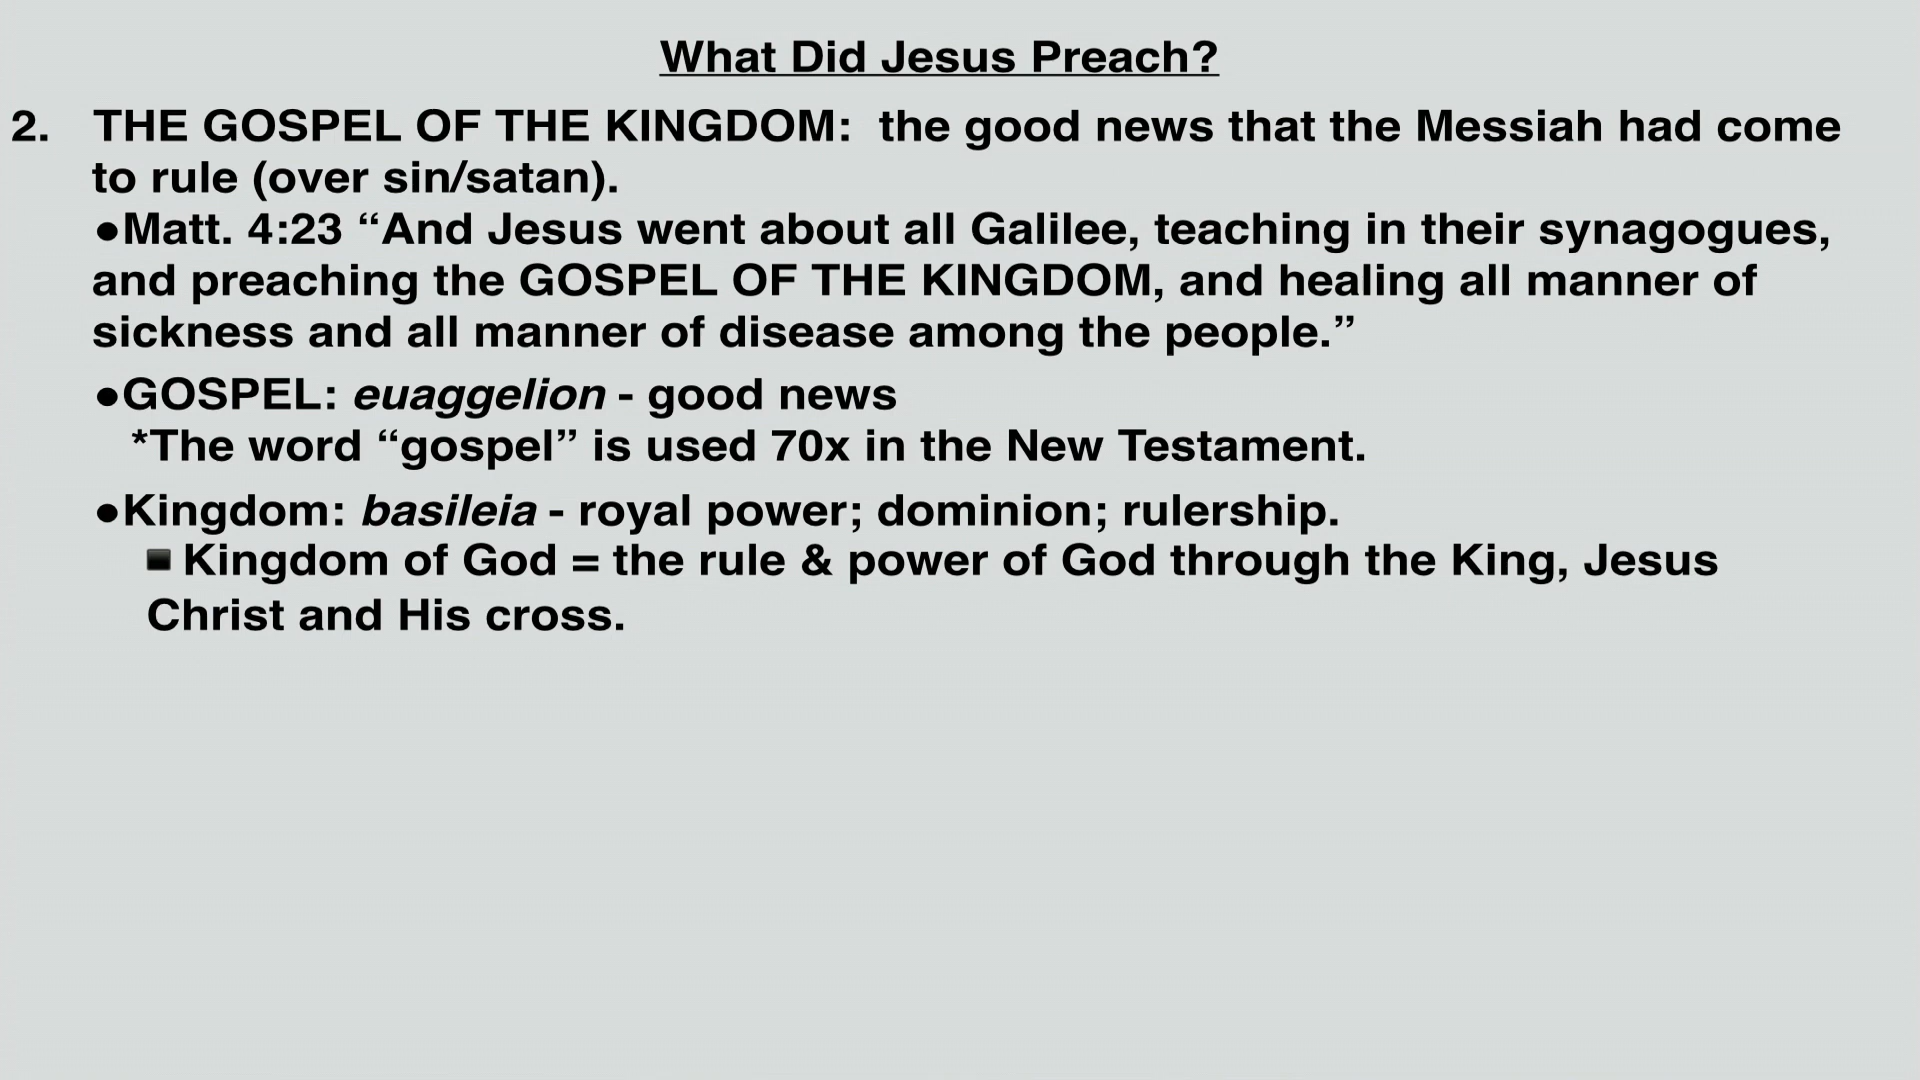 What Did Jesus Preach?
2. THE GOSPEL OF THE KINGDOM: the good news that the Messiah had come
to rule (over sin/satan).
●Matt. 4:23 “And Jesus went about all Galilee, teaching in their synagogues,
and preaching the GOSPEL OF THE KINGDOM, and healing all manner of
sickness and all manner of disease among the people.”
●GOSPEL: euaggelion - good news
*The word “gospel” is used 70x in the New Testament.
●Kingdom: basileia - royal power; dominion; rulership.
■ Kingdom of God = the rule & power of God through the King, Jesus
Christ and His cross.